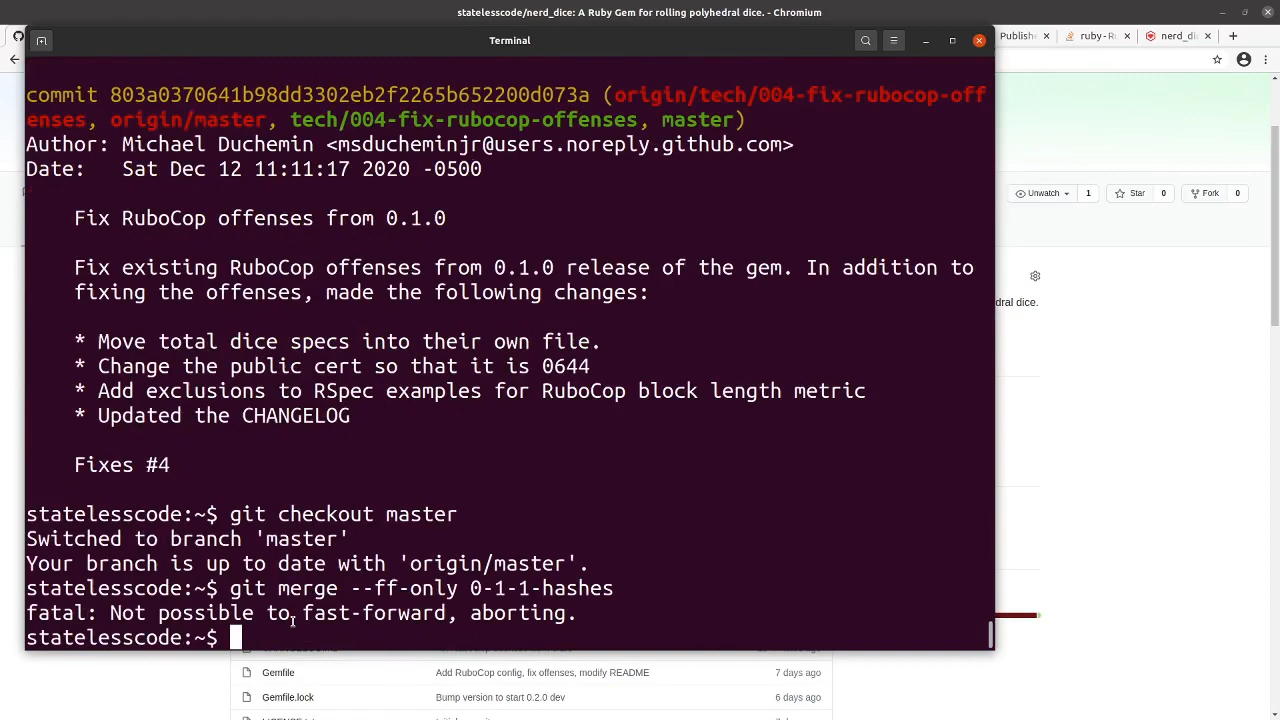 statelesscode/nerd_dice: A Ruby Gem for rolling polyhedral dice. - Chromium
Terminal
Publishe
ruby - R
nerd_di
commit 803a0370641b98dd3302eb2f2265b652200d073a (origin/tech/004-fix-rubocop-off
enses, origin/master, tech/004-fix-rubocop-offenses, master)
Author: Michael Duchemin <msducheminjr@users.noreply.github.com>
Date:   Sat Dec 12 11:11:17 2020 -0500
Unwatch 1 Star 0 Fork 0
Fix RuboCop offenses from 0.1.0
Fix existing RuboCop offenses from 0.1.0 release of the gem. In addition to
fixing the offenses, made the following changes:
dral dice.
* Move total dice specs into their own file.
* Change the public cert so that it is 0644
* Add exclusions to RSpec examples for RuboCop block length metric
* Updated the CHANGELOG
Fixes #4
statelesscode:~$ git checkout master
Switched to branch 'master'
Your branch is up to date with 'origin/master'.
statelesscode:~$ git merge --ff-only 0-1-1-hashes
fatal: Not possible to fast-forward, aborting.
statelesscode:~$
Gemfile Add RuboCop config, fix offenses, modify README 7 days ago
Gemfile.lock Bump version to start 0.2.0 dev 6 days ago